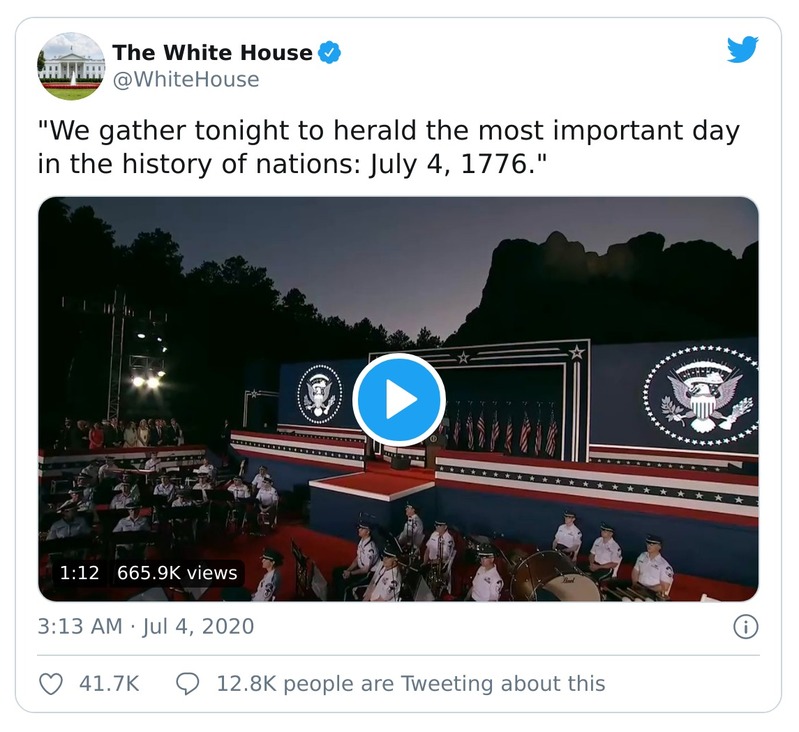 The White House
@WhiteHouse
"We gather tonight to herald the most important day
in the history of nations: July 4, 1776."
1:12 665.9K views
3:13 AM · Jul 4, 2020
41.7K 12.8K people are Tweeting about this